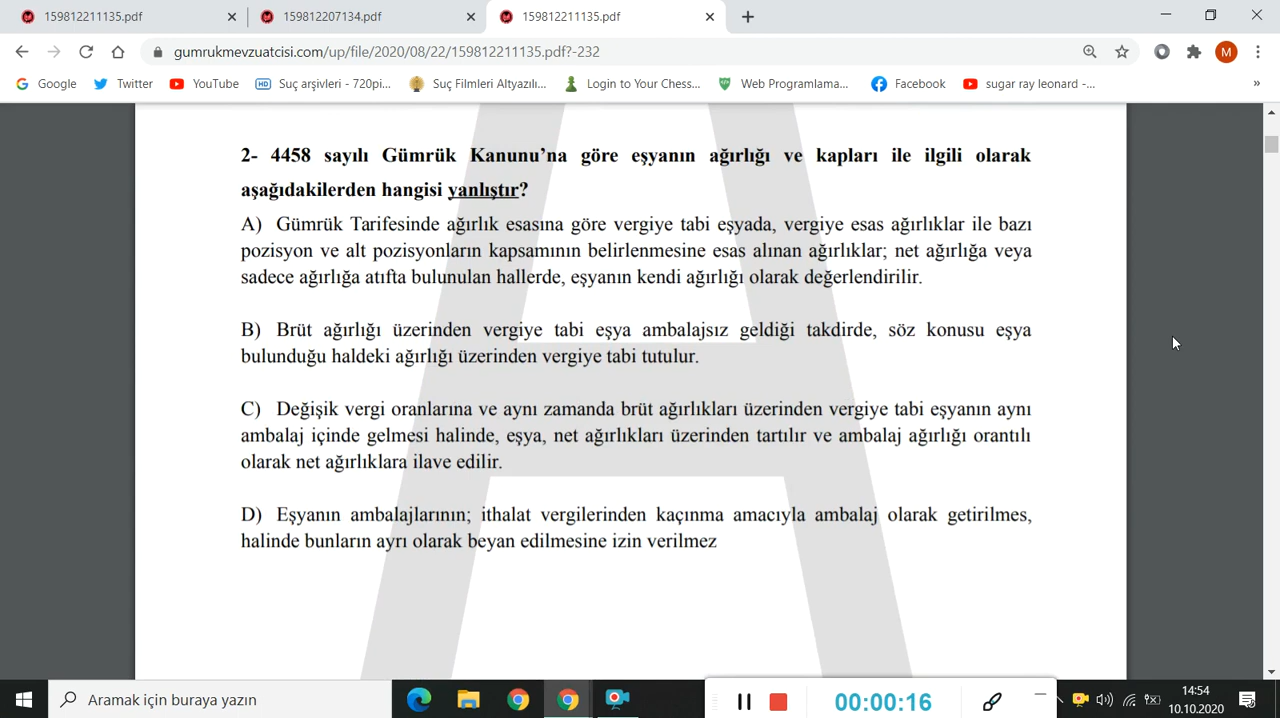 159812211135.pdf
159812207134.pdf
159812211135.pdf
gumrukmevzuatcisi.com/up/file/2020/08/22/159812211135.pdf?-232
M
Google
Twitter
YouTube
HD
Suç arşivleri - 720pi...
Suç Filmleri Altyazılı...
Login to Your Chess...
Web Programlama...
Facebook
sugar ray leonard -...
»
2- 4458 sayılı Gümrük Kanunu’na göre eşyanın ağırlığı ve kapları ile ilgili olarak
aşağıdakilerden hangisi yanlıştır?
A) Gümrük Tarifesinde ağırlık esasına göre vergiye tabi eşyada, vergiye esas ağırlıklar ile bazı
pozisyon ve alt pozisyonların kapsamının belirlenmesine esas alınan ağırlıklar; net ağırlığa veya
sadece ağırlığa atıfta bulunulan hallerde, eşyanın kendi ağırlığı olarak değerlendirilir.
B) Brüt ağırlığı üzerinden vergiye tabi eşya ambalajsız geldiği takdirde, söz konusu eşya
bulunduğu haldeki ağırlığı üzerinden vergiye tabi tutulur.
C) Değişik vergi oranlarına ve aynı zamanda brüt ağırlıkları üzerinden vergiye tabi eşyanın aynı
ambalaj içinde gelmesi halinde, eşya, net ağırlıkları üzerinden tartılır ve ambalaj ağırlığı orantılı
olarak net ağırlıklara ilave edilir.
D) Eşyanın ambalajlarının; ithalat vergilerinden kaçınma amacıyla ambalaj olarak getirilmes,
halinde bunların ayrı olarak beyan edilmesine izin verilmez
A
Aramak için buraya yazın
00:00:16
14:54
10.10.2020